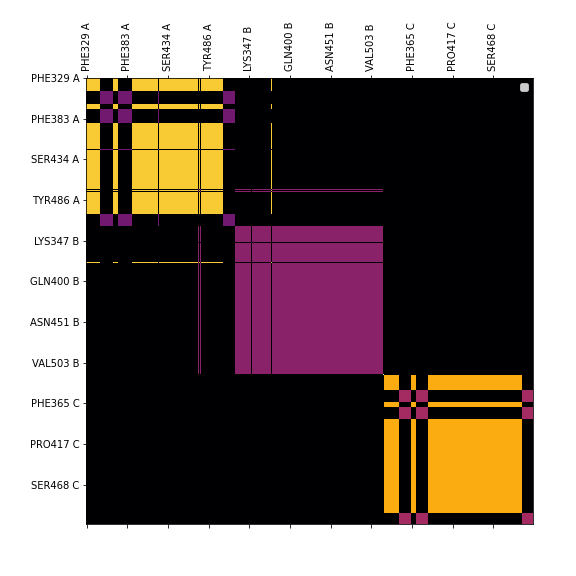 PHE329 A
PHE383 A
SER434 A
TYR486 A
LYS347 B
GLN400 B
ASN451 B
VAL503 B
PHE365 C
PRO417 C
SER468 C
PHE329 A
PHE383 A
SER434 A
TYR486 A
LYS347 B
GLN400 B
ASN451 B
VAL503 B
PHE365 C
PRO417 C
SER468 C